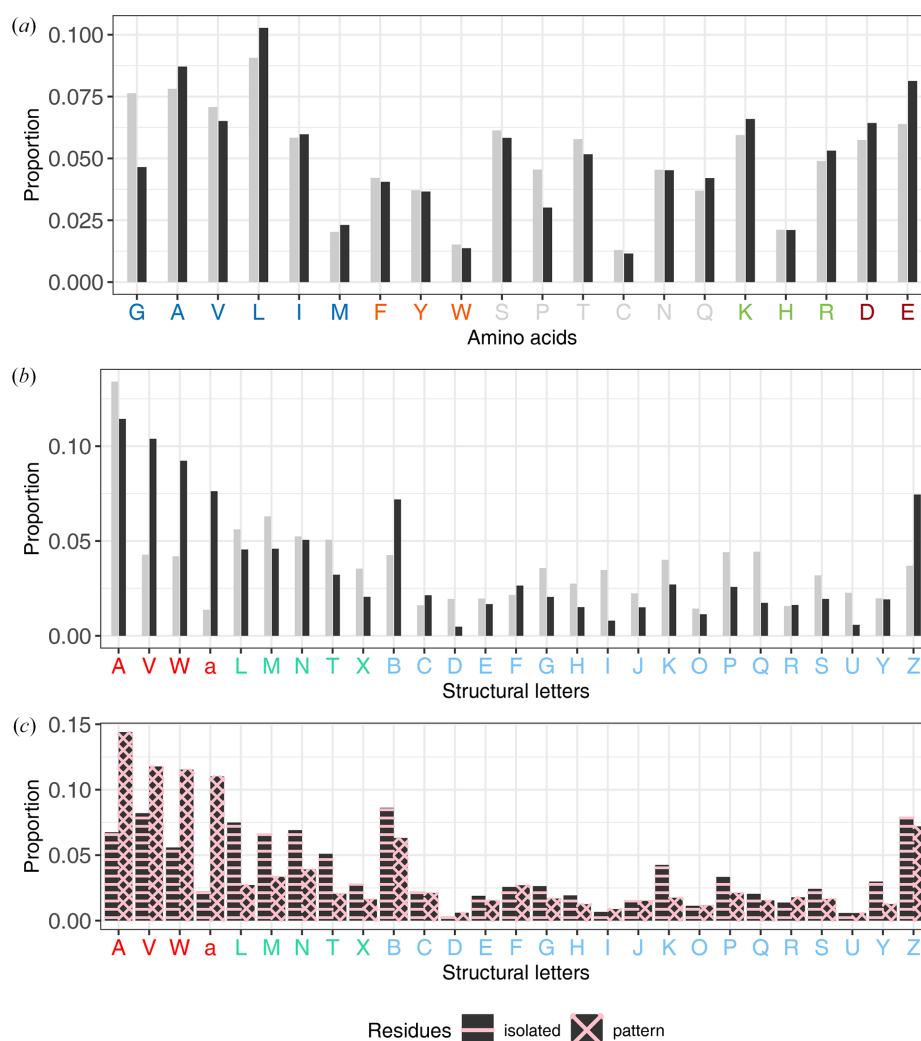 (a)
Proportion
0.100
0.075
0.050
0.025
0.000
G A V L I M F Y W S P T C N Q K H R D E
Amino acids
(b)
Proportion
0.10
0.05
0.00
A V W a L M N T X B C D E F G H I J K O P Q R S U Y Z
Structural letters
(c)
Proportion
0.15
0.10
0.05
0.00
A V W a L M N T X B C D E F G H I J K O P Q R S U Y Z
Structural letters
Residues isolated pattern